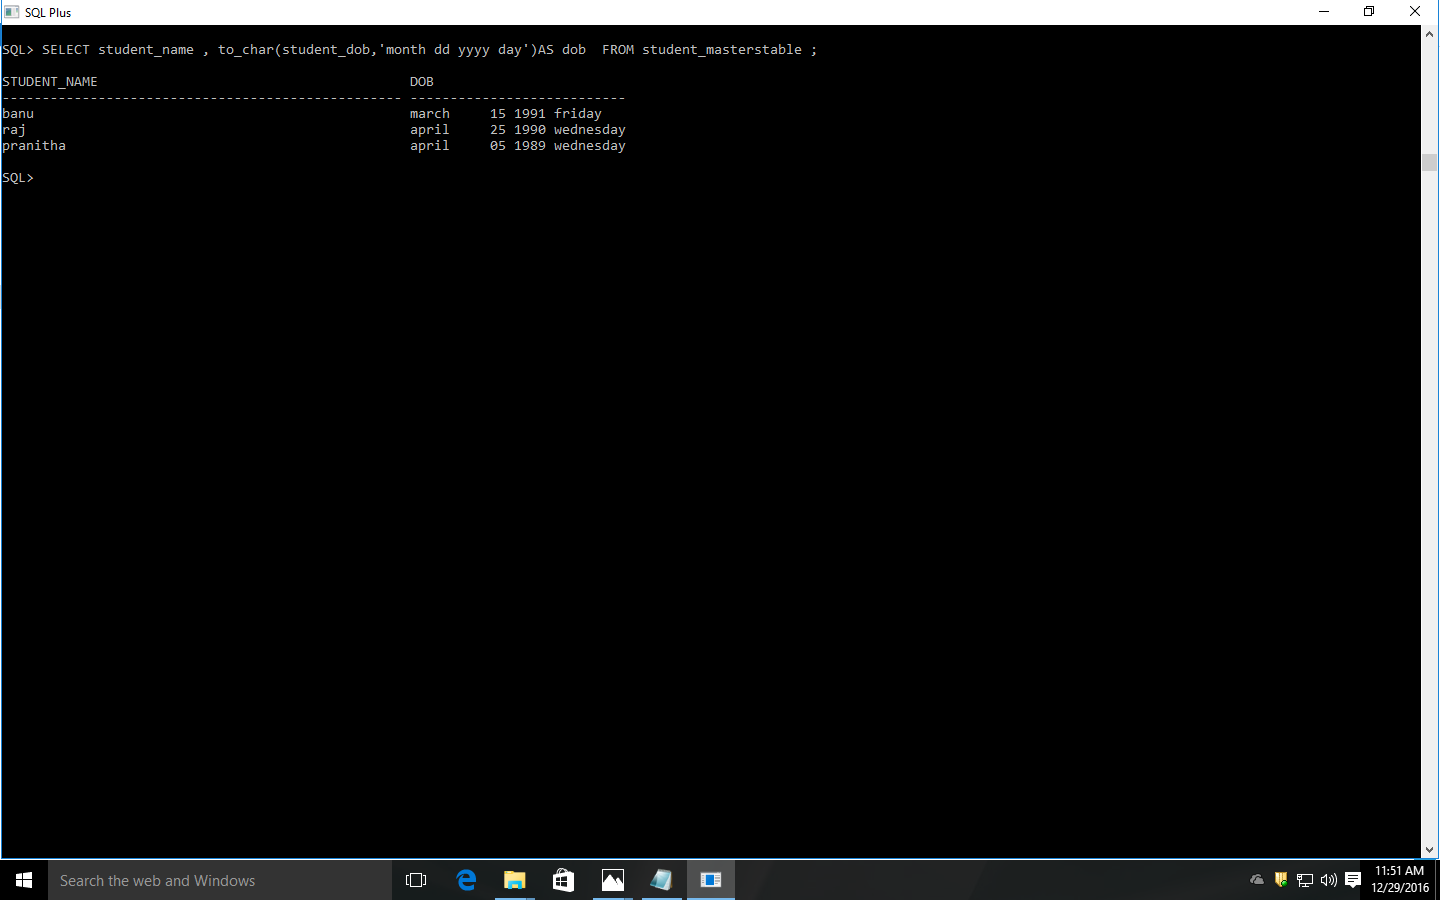 SQL Plus
SQL> SELECT student_name , to_char(student_dob,'month dd yyyy day')AS dob  FROM student_masterstable ;
STUDENT_NAME                                       DOB
-------------------------------------------------- ---------------------------
banu                                               march     15 1991 friday
raj                                                april     25 1990 wednesday
pranitha                                           april     05 1989 wednesday
SQL>
Search the web and Windows
11:51 AM
12/29/2016